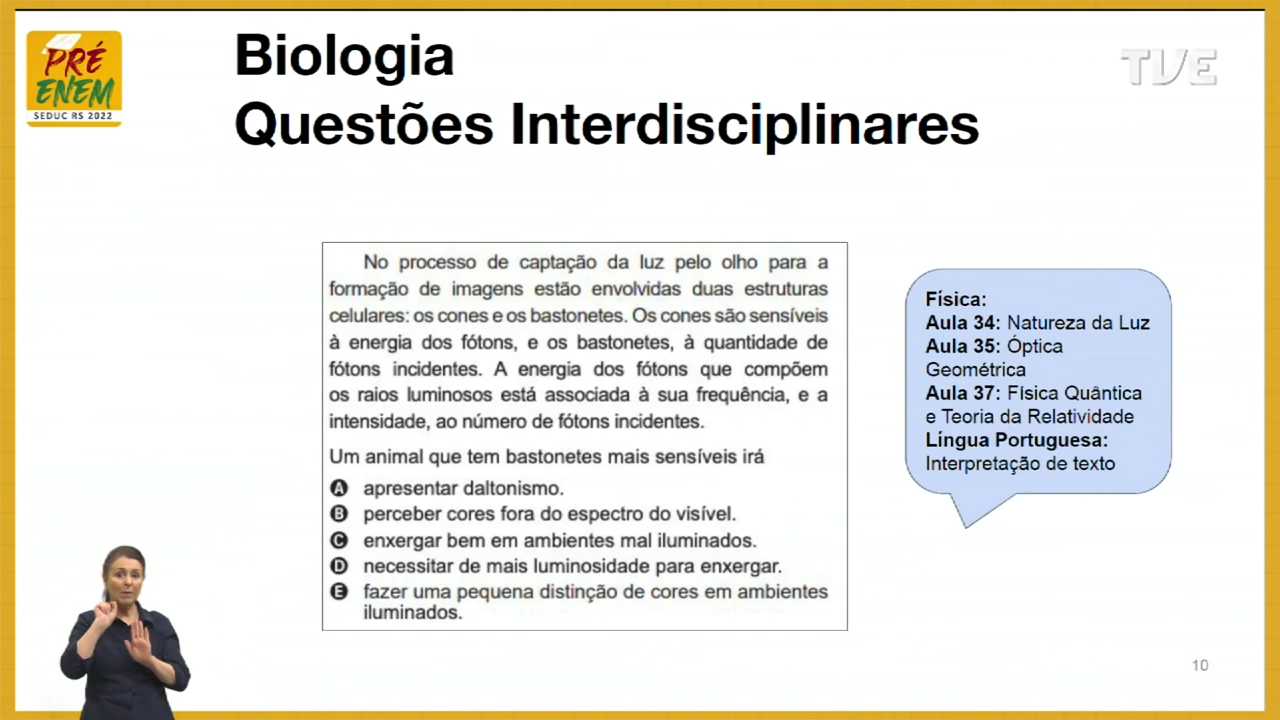 PRÉ
ENEM
SEDUC RS 2022
Biologia
Questões Interdisciplinares
TVE
No processo de captação da luz pelo olho para a
formação de imagens estão envolvidas duas estruturas
celulares: os cones e os bastonetes. Os cones são sensíveis
à energia dos fótons, e os bastonetes, à quantidade de
fótons incidentes. A energia dos fótons que compõem
os raios luminosos está associada à sua frequência, e a
intensidade, ao número de fótons incidentes.
Um animal que tem bastonetes mais sensíveis irá
A apresentar daltonismo.
B perceber cores fora do espectro do visível.
C enxergar bem em ambientes mal iluminados.
D necessitar de mais luminosidade para enxergar.
E fazer uma pequena distinção de cores em ambientes
iluminados.
Física:
Aula 34: Natureza da Luz
Aula 35: Óptica
Geométrica
Aula 37: Física Quântica
e Teoria da Relatividade
Língua Portuguesa:
Interpretação de texto
10